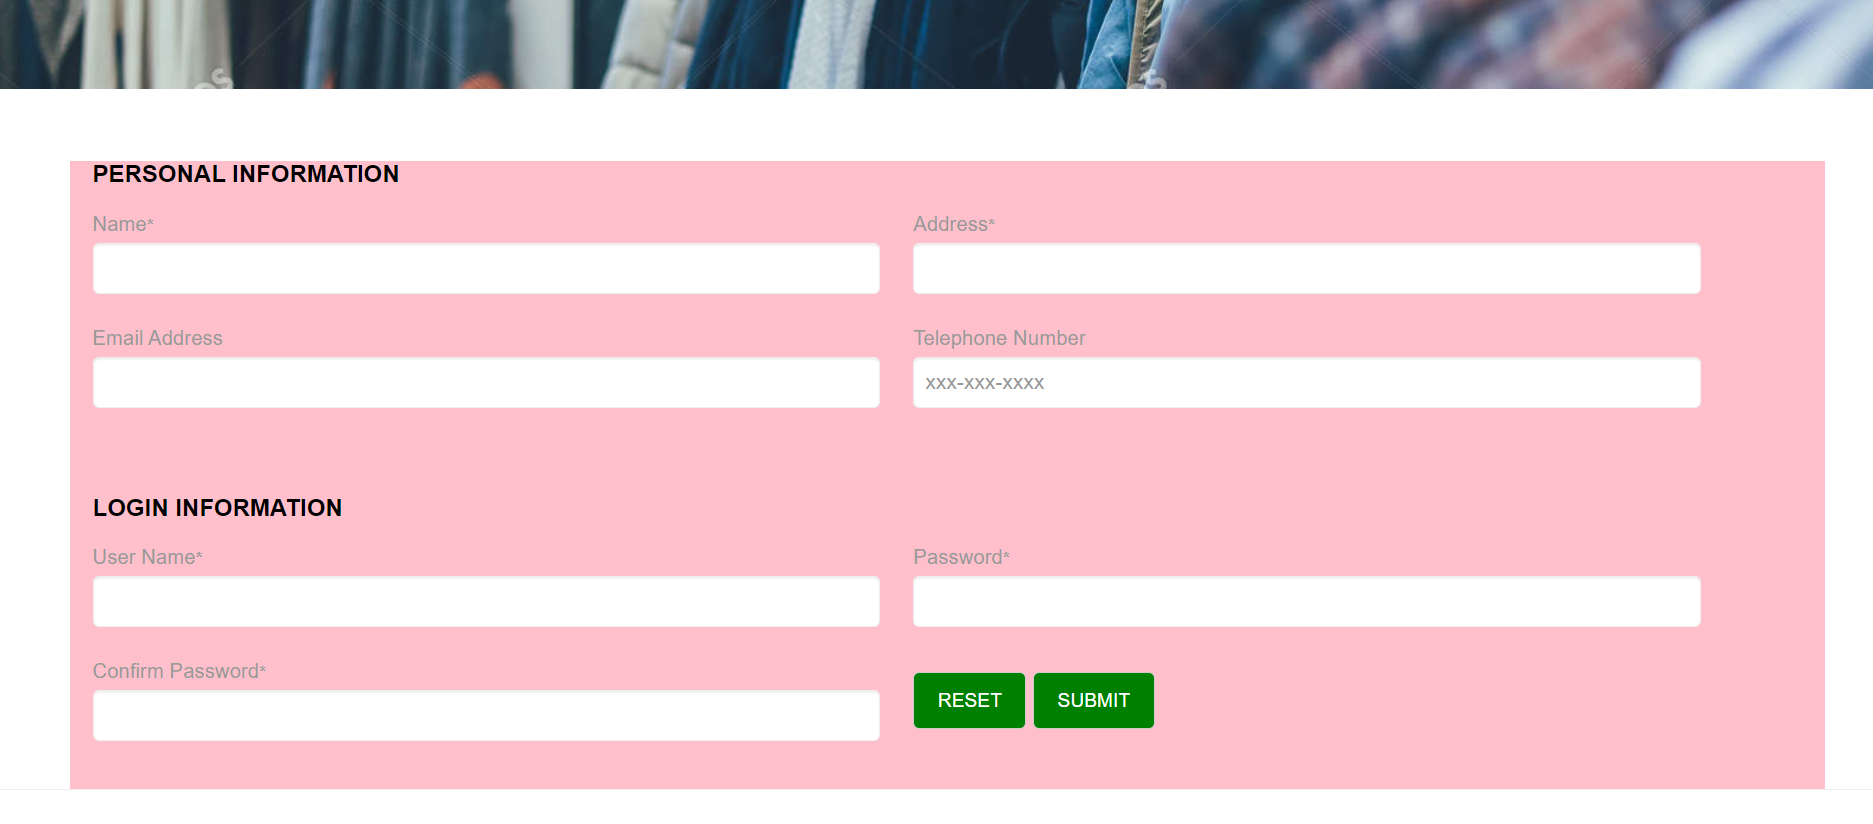 PERSONAL INFORMATION
Name* Address*
Email Address Telephone Number
xxx-xxx-xxxx
LOGIN INFORMATION
User Name* Password*
Confirm Password*
RESET SUBMIT